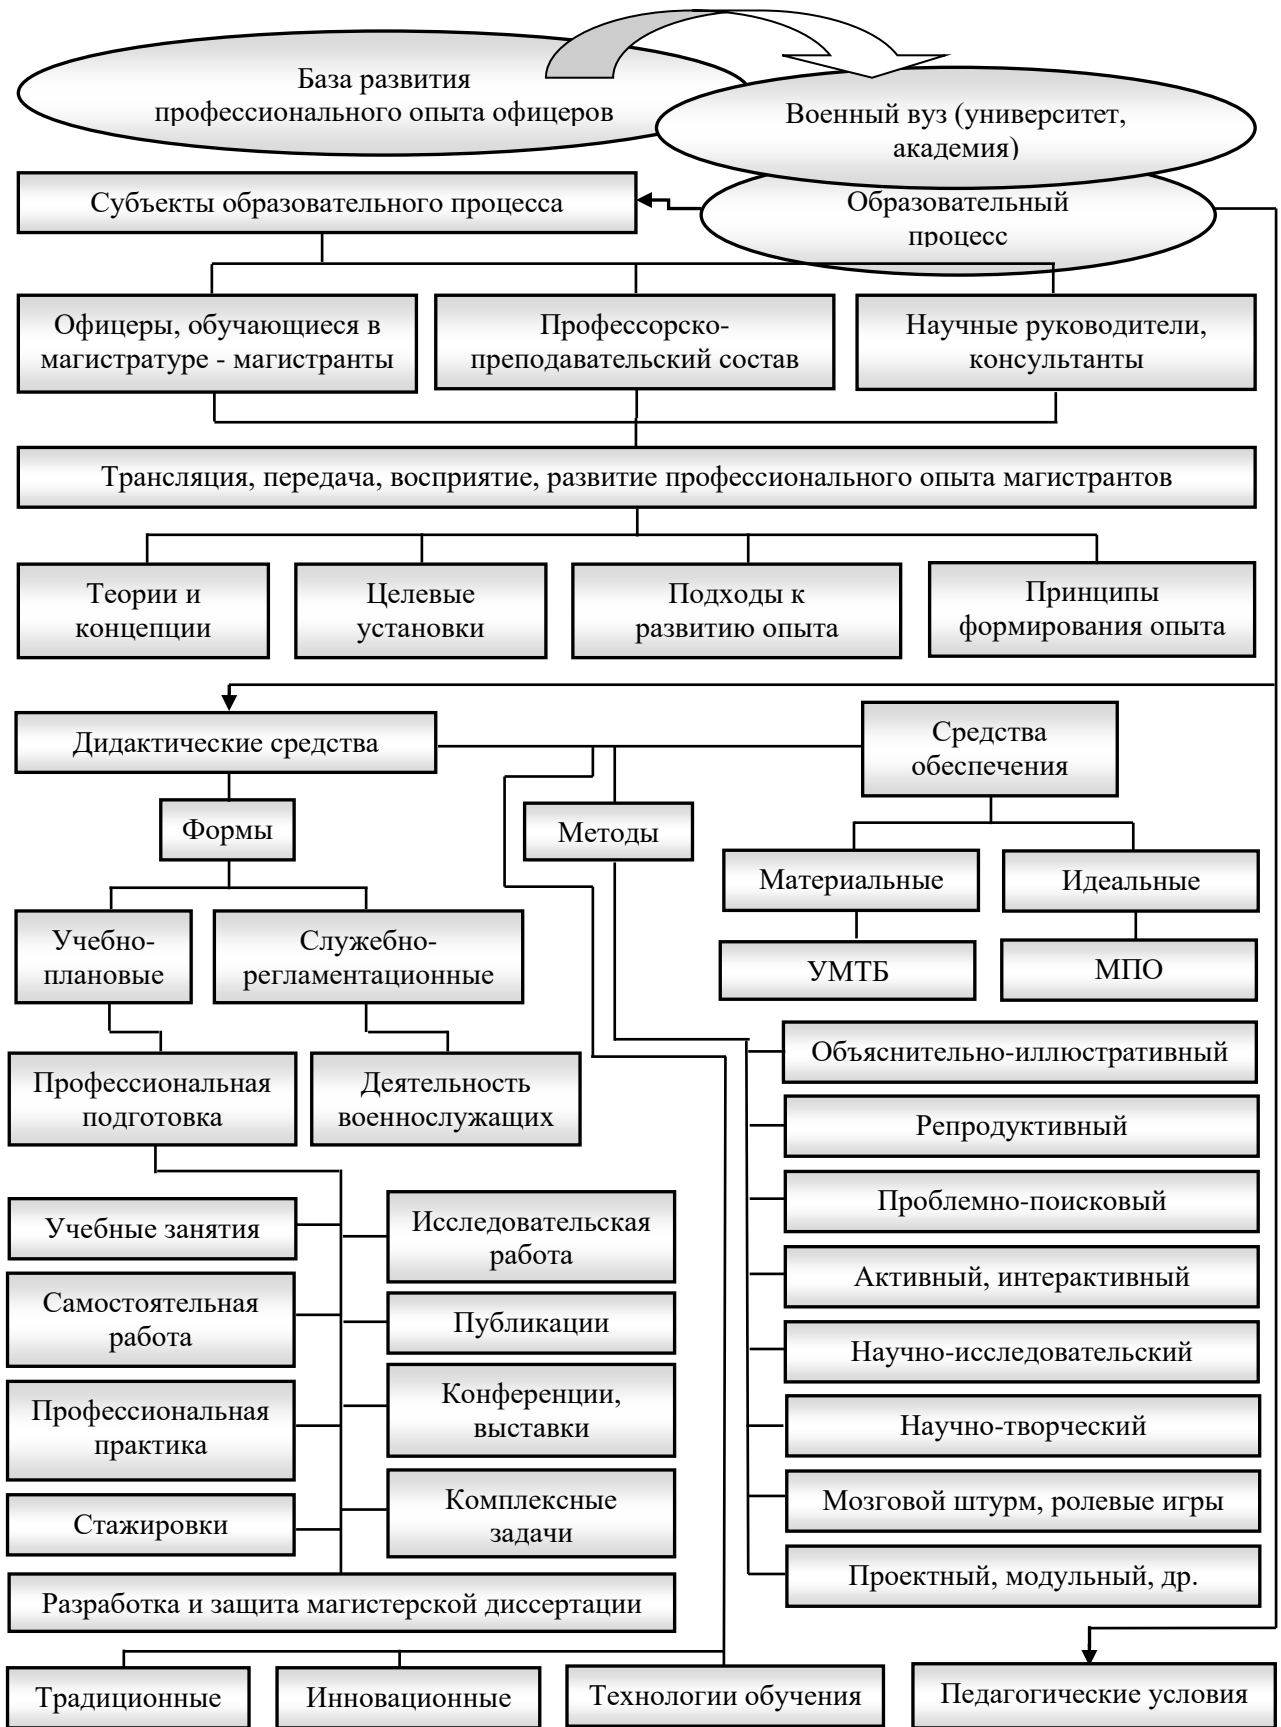 База развития
профессионального опыта офицеров
Военный вуз (университет,
академия)
Субъекты образовательного процесса
Образовательный
процесс
Офицеры, обучающиеся в
магистратуре - магистранты
Профессорско-
преподавательский состав
Научные руководители,
консультанты
Трансляция, передача, восприятие, развитие профессионального опыта магистрантов
Теории и
концепции
Целевые
установки
Подходы к
развитию опыта
Принципы
формирования опыта
Дидактические средства
Средства
обеспечения
Формы
Методы
Материальные
Идеальные
Учебно-
плановые
Служебно-
регламентационные
УМТБ
МПО
Профессиональная
подготовка
Деятельность
военнослужащих
Объяснительно-иллюстративный
Репродуктивный
Проблемно-поисковый
Активный, интерактивный
Научно-исследовательский
Научно-творческий
Мозговой штурм, ролевые игры
Проектный, модульный, др.
Учебные занятия
Исследовательская
работа
Самостоятельная
работа
Публикации
Профессиональная
практика
Конференции,
выставки
Стажировки
Комплексные
задачи
Разработка и защита магистерской диссертации
Традиционные
Инновационные
Технологии обучения
Педагогические условия